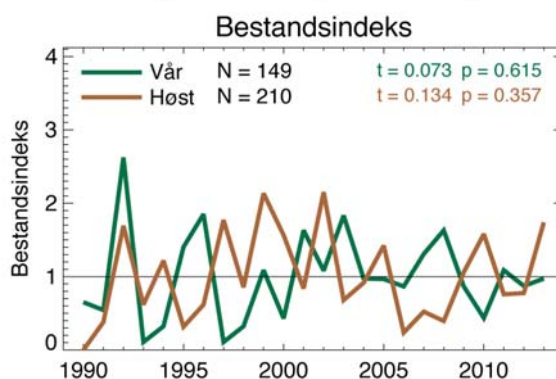 Bestandsindeks
Bestandsindeks
4
3
2
1
0
Vår N = 149 t = 0.073 p = 0.615
Høst N = 210 t = 0.134 p = 0.357
1990 1995 2000 2005 2010